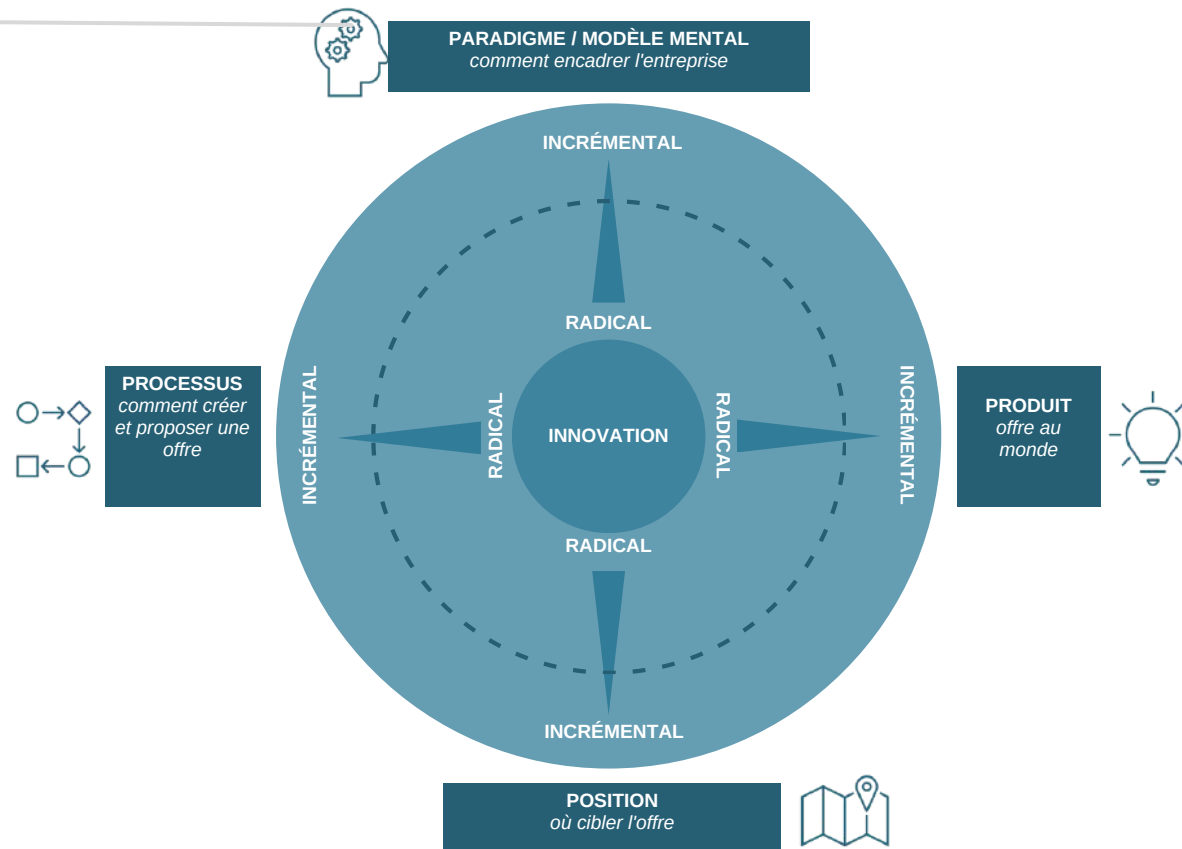 PARADIGME / MODÈLE MENTAL
comment encadrer l'entreprise
INCRÉMENTAL
RADICAL
PROCESSUS
comment créer
et proposer une
offre
INCRÉMENTAL
RADICAL
INNOVATION
RADICAL
INCRÉMENTAL
PRODUIT
offre au
monde
RADICAL
INCRÉMENTAL
POSITION
où cibler l'offre